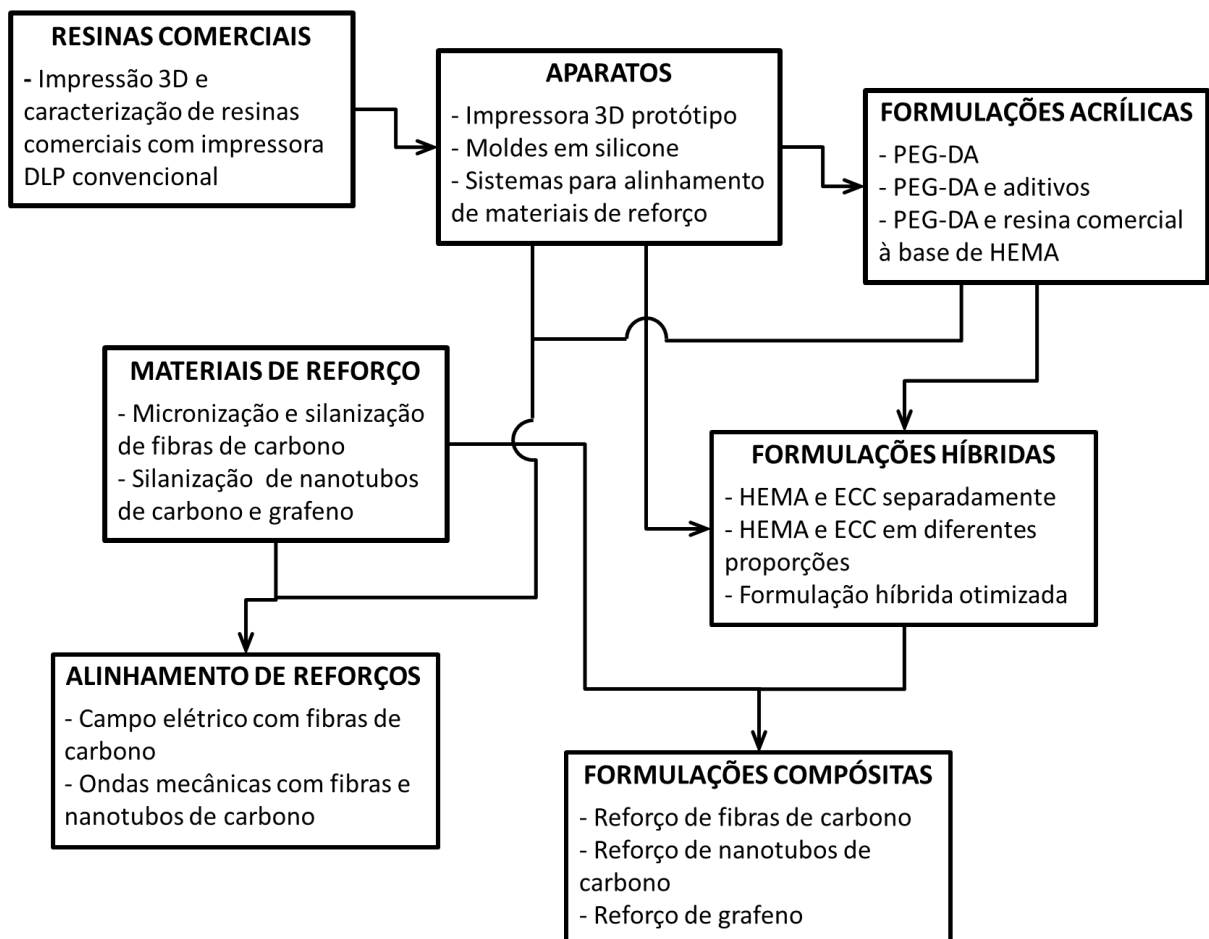 RESINAS COMERCIAIS
- Impressão 3D e
caracterização de resinas
comerciais com impressora
DLP convencional
APARATOS
- Impressora 3D protótipo
- Moldes em silicone
- Sistemas para alinhamento
de materiais de reforço
FORMULAÇÕES ACRÍLICAS
- PEG-DA
- PEG-DA e aditivos
- PEG-DA e resina comercial
à base de HEMA
MATERIAIS DE REFORÇO
- Micronização e silanização
de fibras de carbono
- Silanização de nanotubos
de carbono e grafeno
FORMULAÇÕES HÍBRIDAS
- HEMA e ECC separadamente
- HEMA e ECC em diferentes
proporções
- Formulação híbrida otimizada
ALINHAMENTO DE REFORÇOS
- Campo elétrico com fibras de
carbono
- Ondas mecânicas com fibras e
nanotubos de carbono
FORMULAÇÕES COMPÓSITAS
- Reforço de fibras de carbono
- Reforço de nanotubos de
carbono
- Reforço de grafeno